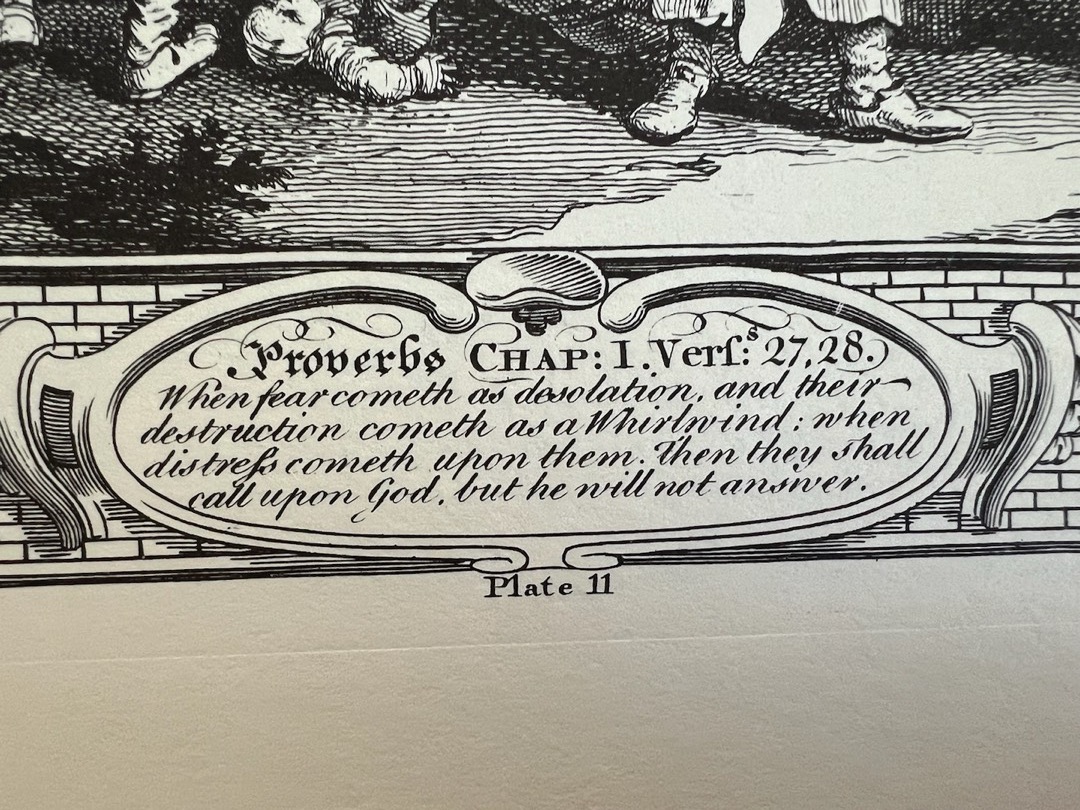 Proverbs CHAP: I. Verſ:ˢ 27, 28.
When fear cometh as desolation, and their
destruction cometh as a Whirlwind; when
distreſs cometh upon them. Then they shall
call upon God, but he will not answer.
Plate 11